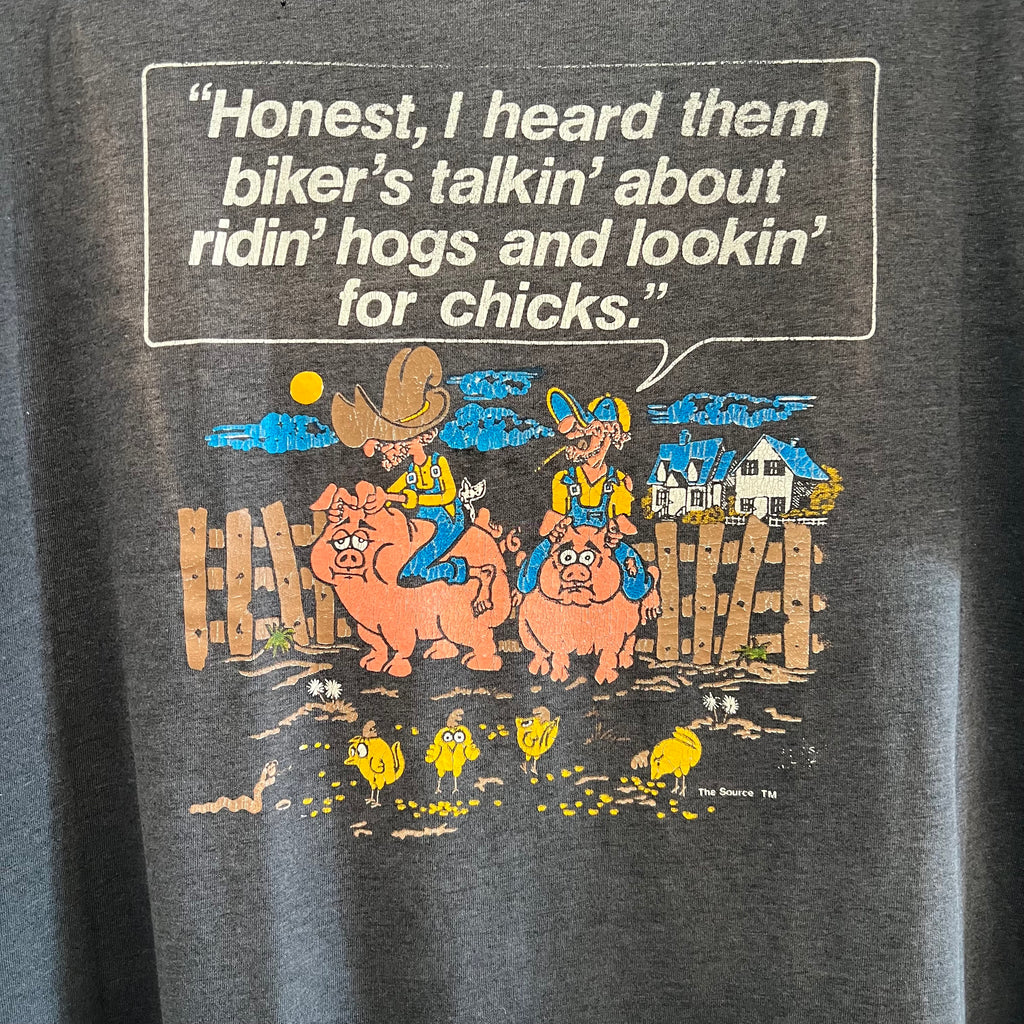 “Honest, I heard them
biker’s talkin’ about
ridin’ hogs and lookin’
for chicks.”
The Source TM